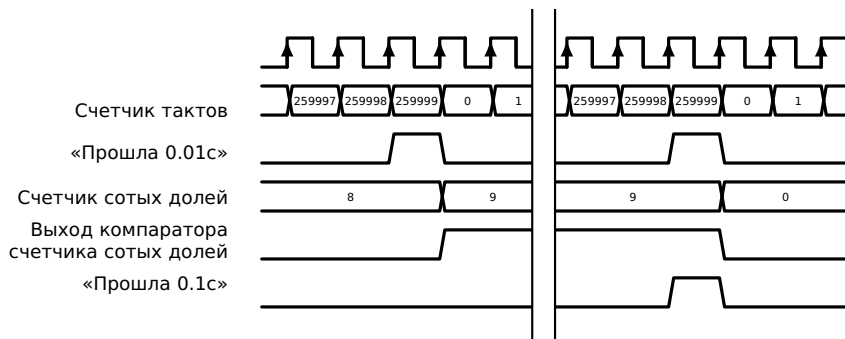 Счетчик тактов
259997 259998 259999 0 1 259997 259998 259999 0 1
«Прошла 0.01с»
Счетчик сотых долей
8 9 9 0
Выход компаратора
счетчика сотых долей
«Прошла 0.1с»